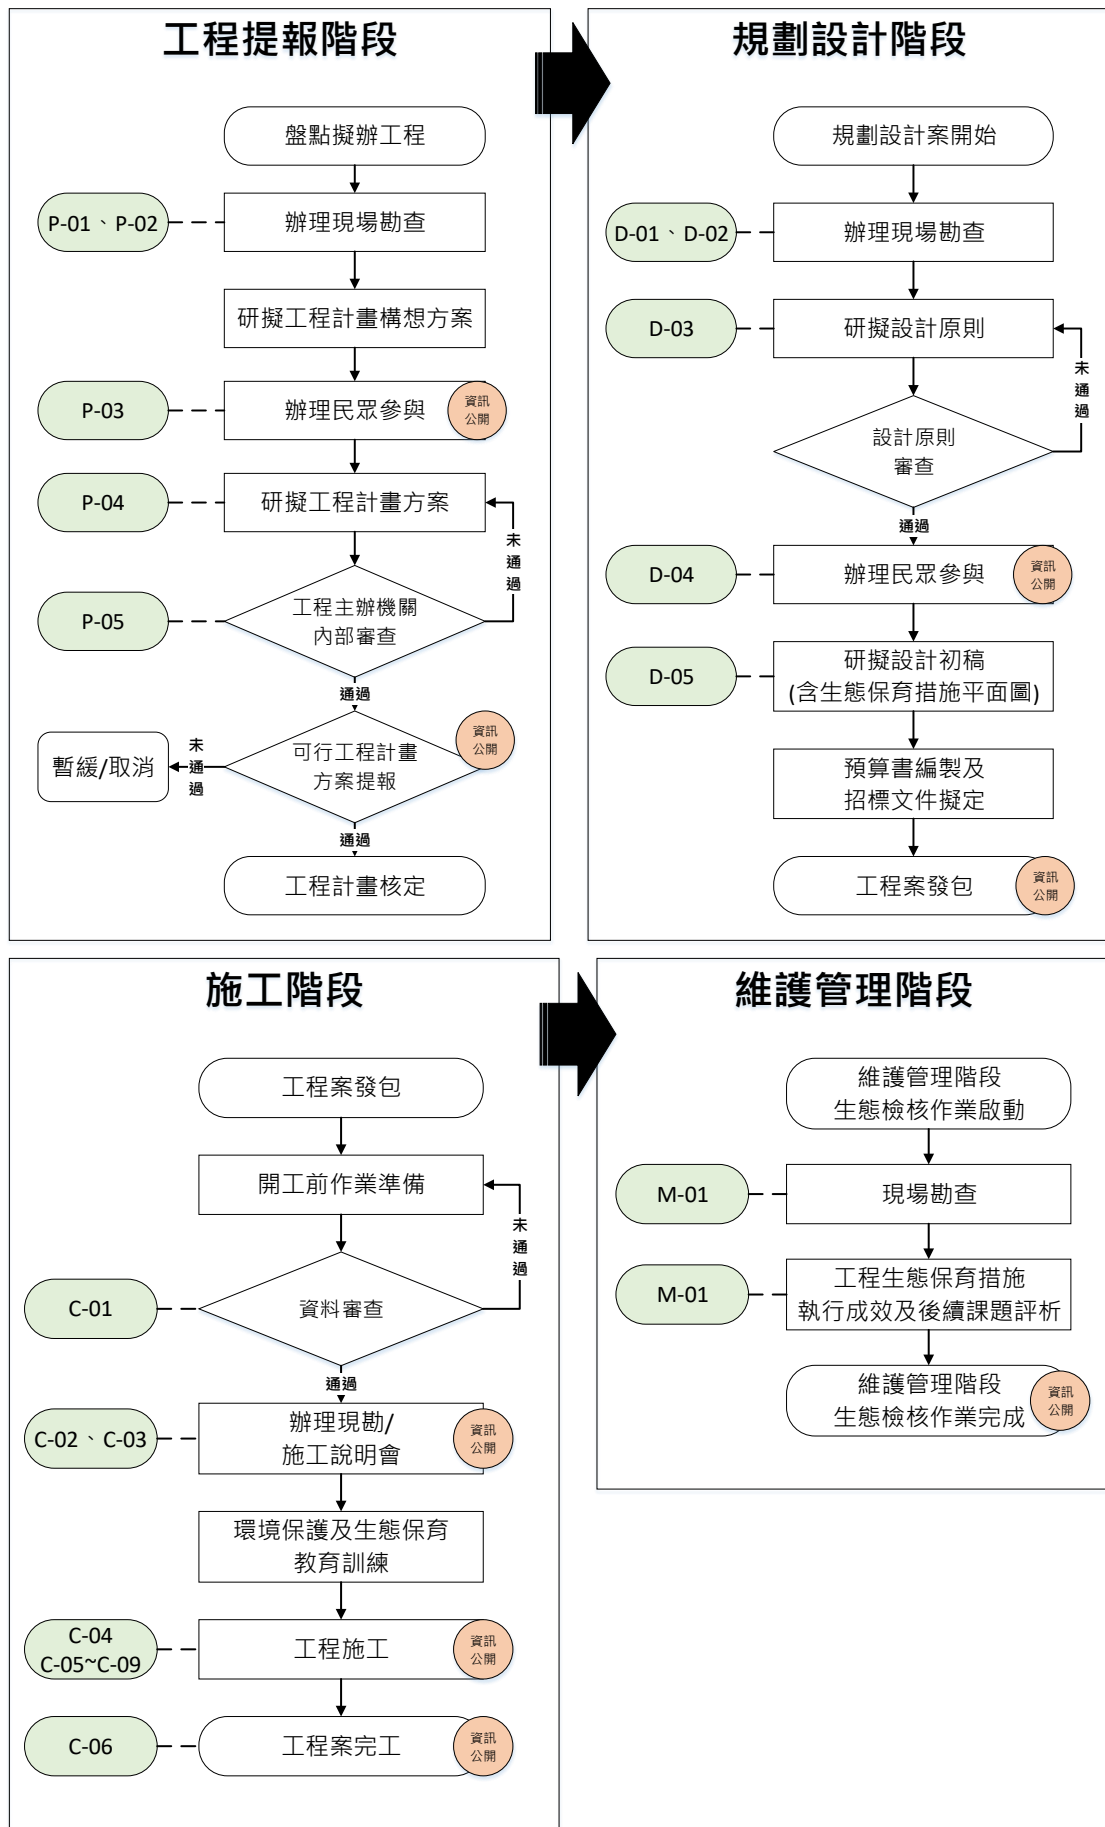 工程提報階段
盤點擬辦工程
P-01、P-02
辦理現場勘查
研擬工程計畫構想方案
P-03
辦理民眾參與
資訊
公開
P-04
研擬工程計畫方案
未
通
過
P-05
工程主辦機關
內部審查
通過
資訊
公開
暫緩/取消
未
通
過
可行工程計畫
方案提報
通過
工程計畫核定
規劃設計階段
規劃設計案開始
D-01、D-02
辦理現場勘查
D-03
研擬設計原則
未
通
過
設計原則
審查
通過
D-04
辦理民眾參與
資訊
公開
D-05
研擬設計初稿
(含生態保育措施平面圖)
預算書編製及
招標文件擬定
工程案發包
資訊
公開
施工階段
工程案發包
開工前作業準備
未
通
過
C-01
資料審查
通過
C-02、C-03
辦理現勘/
施工說明會
資訊
公開
環境保護及生態保育
教育訓練
C-04
C-05~C-09
工程施工
資訊
公開
C-06
工程案完工
資訊
公開
維護管理階段
維護管理階段
生態檢核作業啟動
M-01
現場勘查
M-01
工程生態保育措施
執行成效及後續課題評析
維護管理階段
生態檢核作業完成
資訊
公開